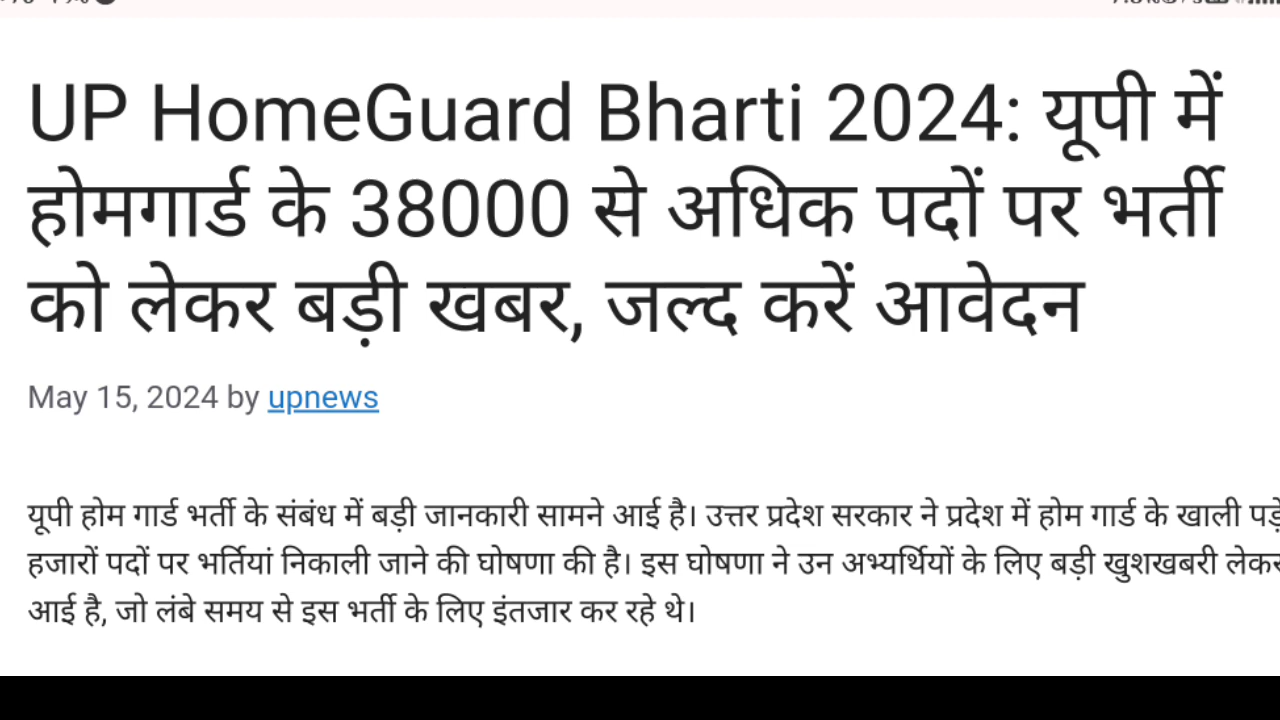 UP HomeGuard Bharti 2024: यूपी में
होमगार्ड के 38000 से अधिक पदों पर भर्ती
को लेकर बड़ी खबर, जल्द करें आवेदन
May 15, 2024 by upnews
यूपी होम गार्ड भर्ती के संबंध में बड़ी जानकारी सामने आई है। उत्तर प्रदेश सरकार ने प्रदेश में होम गार्ड के खाली पड़े
हजारों पदों पर भर्तियां निकाली जाने की घोषणा की है। इस घोषणा ने उन अभ्यर्थियों के लिए बड़ी खुशखबरी लेकर
आई है, जो लंबे समय से इस भर्ती के लिए इंतजार कर रहे थे।